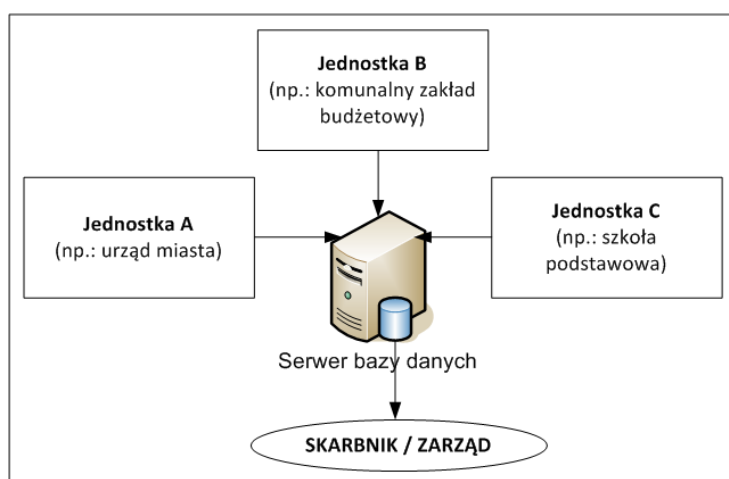 Jednostka B
(np.: komunalny zakład
budżetowy)
Jednostka A
(np.: urząd miasta)
Jednostka C
(np.: szkoła
podstawowa)
Serwer bazy danych
SKARBNIK / ZARZĄD